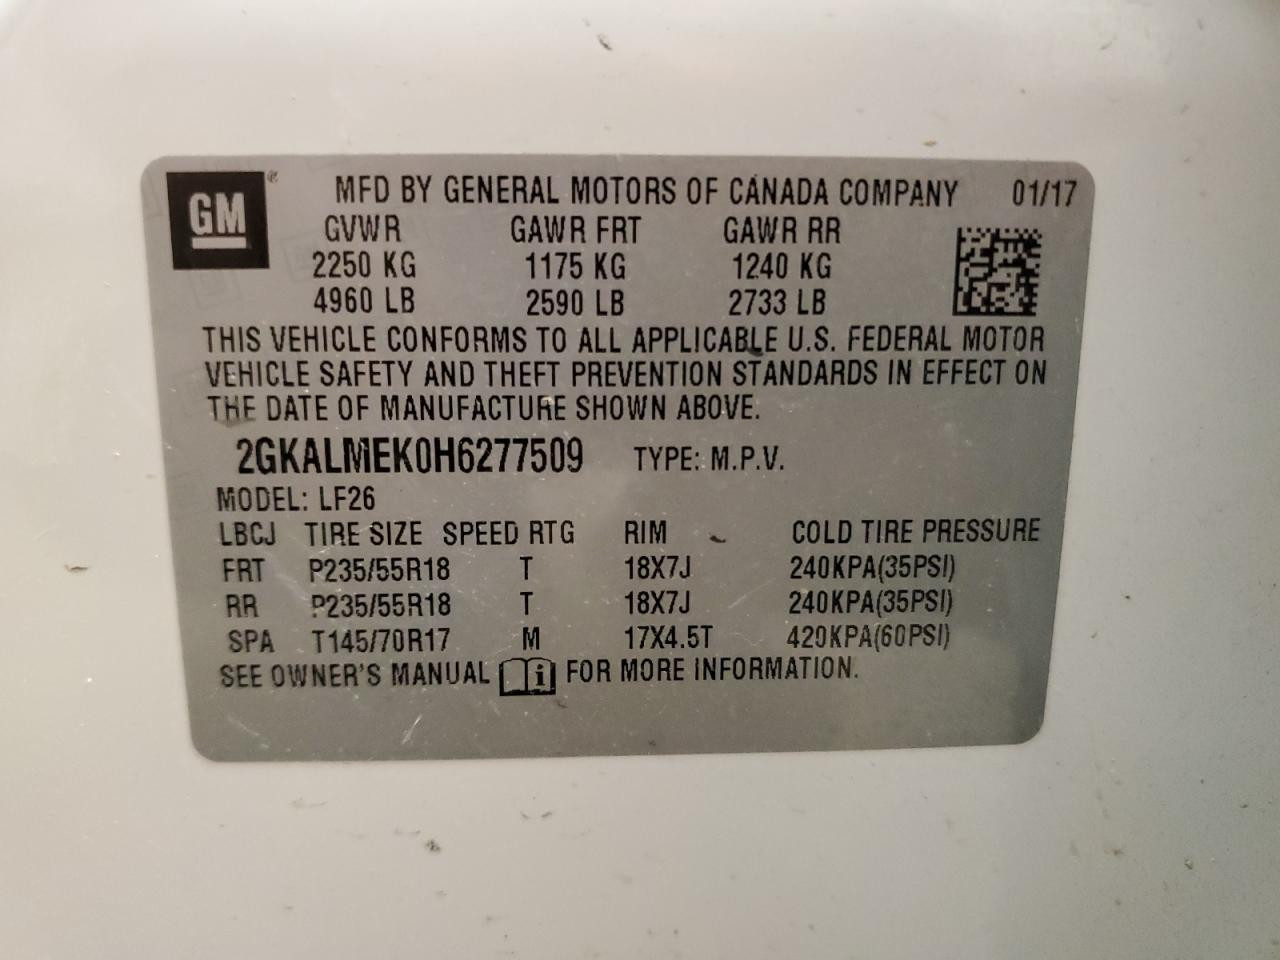 GM ® MFD BY GENERAL MOTORS OF CANADA COMPANY 01/17
GVWR GAWR FRT GAWR RR
2250 KG 1175 KG 1240 KG
4960 LB 2590 LB 2733 LB
THIS VEHICLE CONFORMS TO ALL APPLICABLE U.S. FEDERAL MOTOR
VEHICLE SAFETY AND THEFT PREVENTION STANDARDS IN EFFECT ON
THE DATE OF MANUFACTURE SHOWN ABOVE.
2GKALMEK0H6277509 TYPE: M.P.V.
MODEL: LF26
LBCJ TIRE SIZE SPEED RTG RIM COLD TIRE PRESSURE
FRT P235/55R18 T 18X7J 240KPA(35PSI)
RR P235/55R18 T 18X7J 240KPA(35PSI)
SPA T145/70R17 M 17X4.5T 420KPA(60PSI)
SEE OWNER'S MANUAL i FOR MORE INFORMATION.